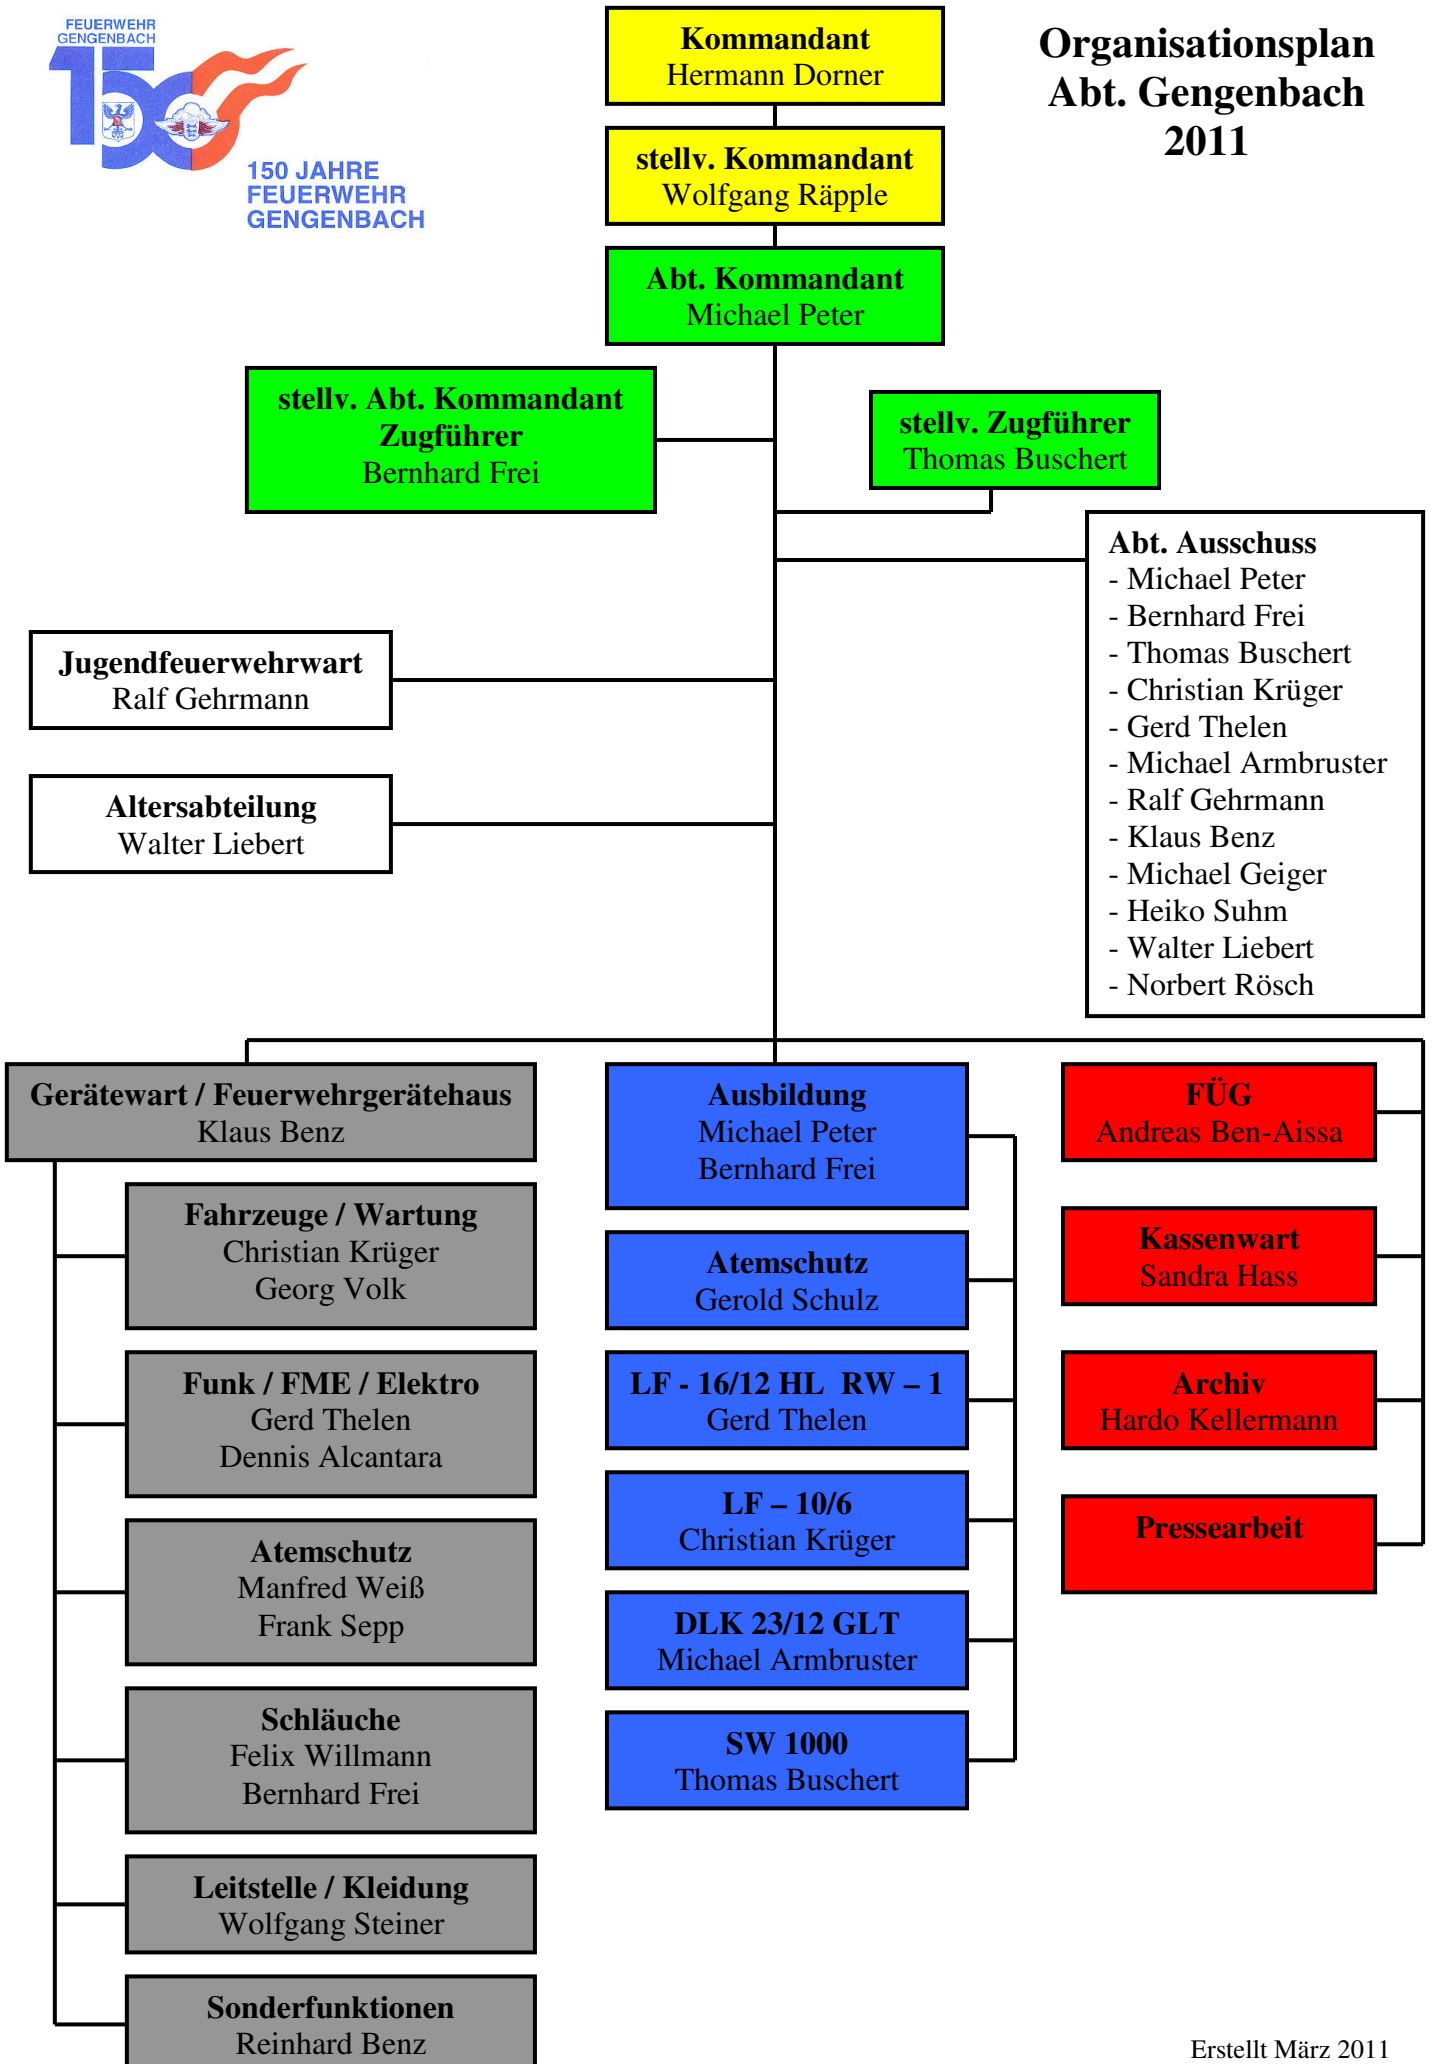 FEUERWEHR
GENGENBACH
150
150 JAHRE
FEUERWEHR
GENGENBACH
Kommandant
Hermann Dorner
Organisationsplan
Abt. Gengenbach
2011
stellv. Kommandant
Wolfgang Räpple
Abt. Kommandant
Michael Peter
stellv. Abt. Kommandant
Zugführer
Bernhard Frei
stellv. Zugführer
Thomas Buschert
Abt. Ausschuss
- Michael Peter
- Bernhard Frei
- Thomas Buschert
- Christian Krüger
- Gerd Thelen
- Michael Armbruster
- Ralf Gehrmann
- Klaus Benz
- Michael Geiger
- Heiko Suhm
- Walter Liebert
- Norbert Rösch
Jugendfeuerwehrwart
Ralf Gehrmann
Altersabteilung
Walter Liebert
Gerätewart / Feuerwehrgerätehaus
Klaus Benz
Fahrzeuge / Wartung
Christian Krüger
Georg Volk
Funk / FME / Elektro
Gerd Thelen
Dennis Alcantara
Atemschutz
Manfred Weiß
Frank Sepp
Schläuche
Felix Willmann
Bernhard Frei
Leitstelle / Kleidung
Wolfgang Steiner
Sonderfunktionen
Reinhard Benz
Ausbildung
Michael Peter
Bernhard Frei
Atemschutz
Gerold Schulz
LF - 16/12 HL  RW – 1
Gerd Thelen
LF – 10/6
Christian Krüger
DLK 23/12 GLT
Michael Armbruster
SW 1000
Thomas Buschert
FÜG
Andreas Ben-Aissa
Kassenwart
Sandra Hass
Archiv
Hardo Kellermann
Pressearbeit
Erstellt März 2011